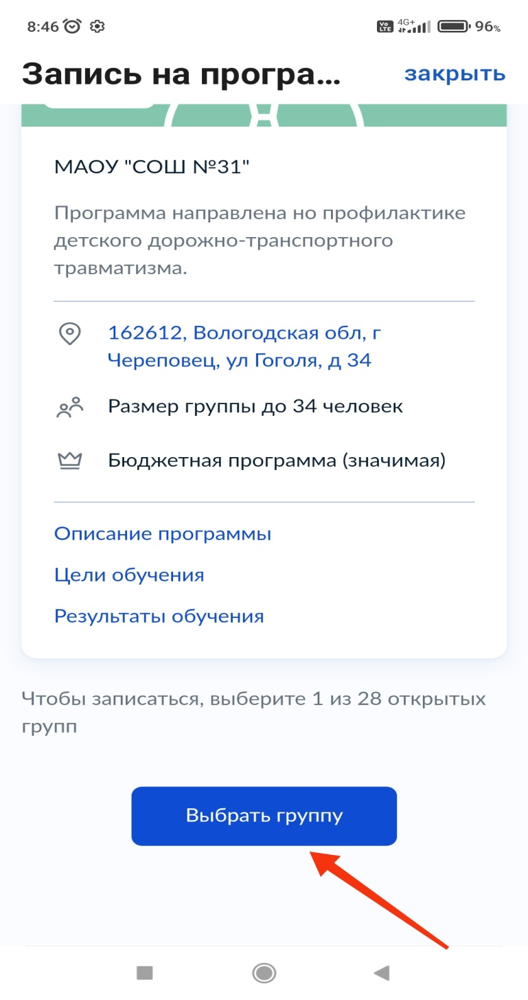 8:46 Vo LTE 4G+ 96%
Запись на програ... закрыть
МАОУ "СОШ №31"
Программа направлена но профилактике
детского дорожно-транспортного
травматизма.
162612, Вологодская обл, г
Череповец, ул Гоголя, д 34
Размер группы до 34 человек
Бюджетная программа (значимая)
Описание программы
Цели обучения
Результаты обучения
Чтобы записаться, выберите 1 из 28 открытых
групп
Выбрать группу